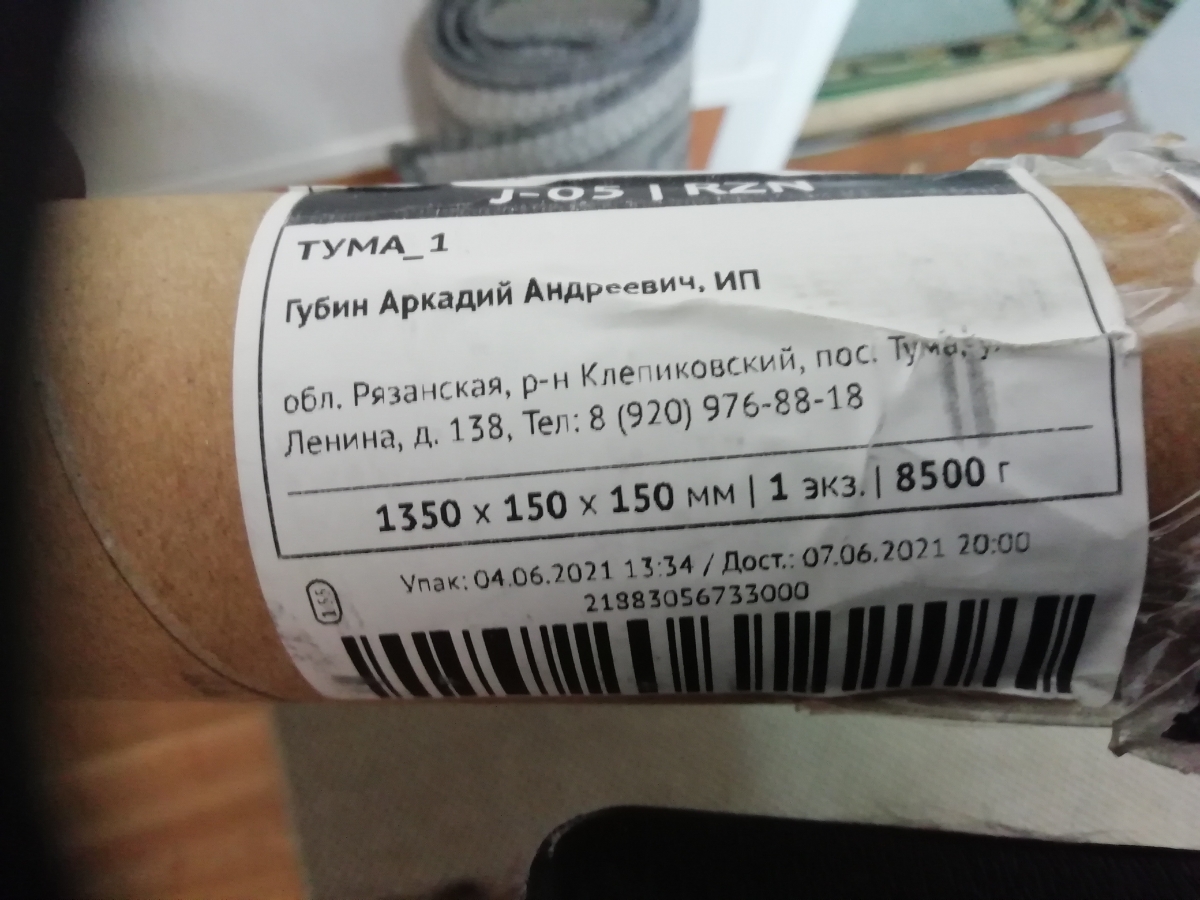 J-05 | RZN
ТУМА_1
Губин Аркадий Андреевич, ИП
обл. Рязанская, р-н Клепиковский, пос. Тума, у.
Ленина, д. 138, Тел: 8 (920) 976-88-18
1350 x 150 x 150 мм | 1 экз. | 8500 г
Упак: 04.06.2021 13:34 / Дост.: 07.06.2021 20:00
21883056733000
155